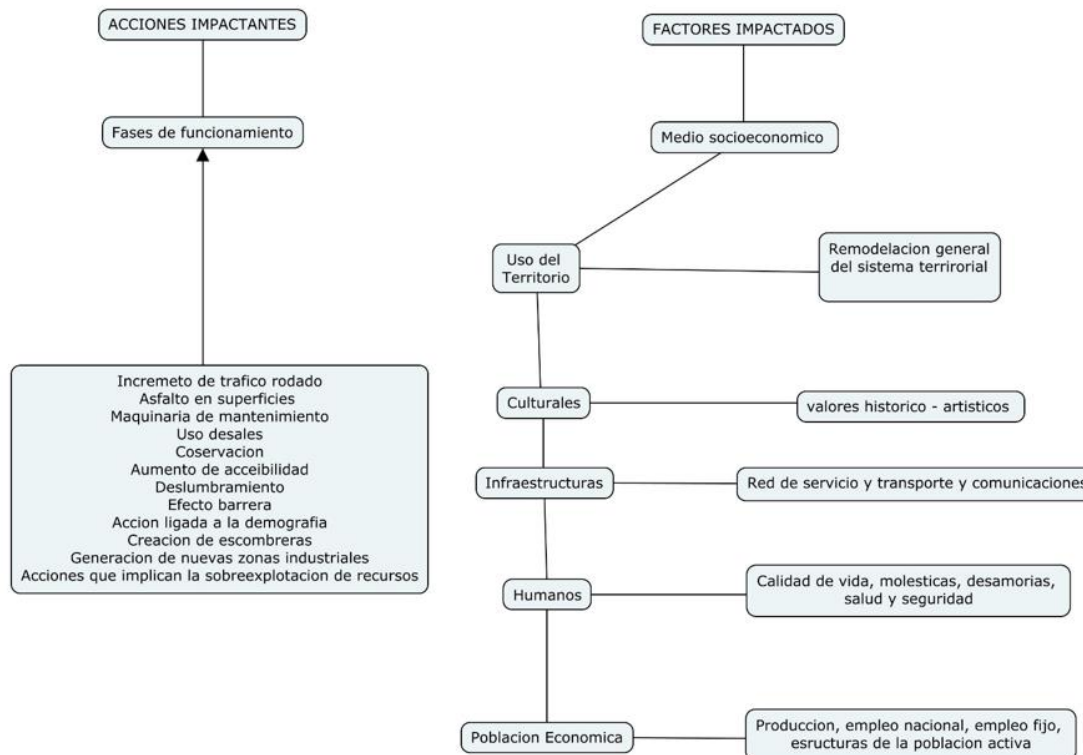 ACCIONES IMPACTANTES
Fases de funcionamiento
Incremeto de trafico rodado
Asfalto en superficies
Maquinaria de mantenimiento
Uso desales
Coservacion
Aumento de acceibilidad
Deslumbramiento
Efecto barrera
Accion ligada a la demografia
Creacion de escombreras
Generacion de nuevas zonas industriales
Acciones que implican la sobreexplotacion de recursos
FACTORES IMPACTADOS
Medio socioeconomico
Uso del
Territorio
Remodelacion general
del sistema terrirorial
Culturales
valores historico - artisticos
Infraestructuras
Red de servicio y transporte y comunicaciones
Humanos
Calidad de vida, molesticas, desamorias,
salud y seguridad
Poblacion Economica
Produccion, empleo nacional, empleo fijo,
esructuras de la poblacion activa